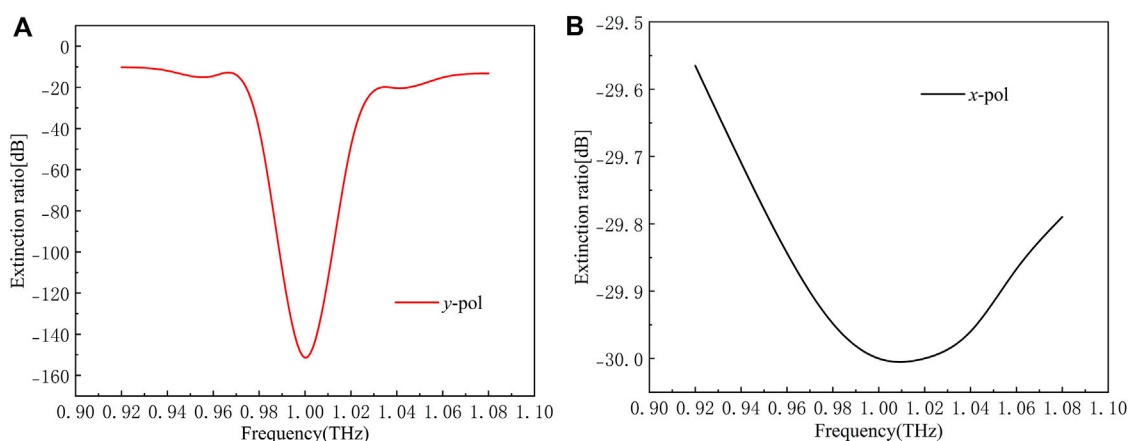 A
Extinction ratio[dB]
0
-20
-40
-60
-80
-100
-120
-140
-160
y-pol
0.90 0.92 0.94 0.96 0.98 1.00 1.02 1.04 1.06 1.08 1.10
Frequency(THz)
B
Extinction ratio[dB]
-29.5
-29.6
-29.7
-29.8
-29.9
-30.0
x-pol
0.90 0.92 0.94 0.96 0.98 1.00 1.02 1.04 1.06 1.08 1.10
Frequency(THz)